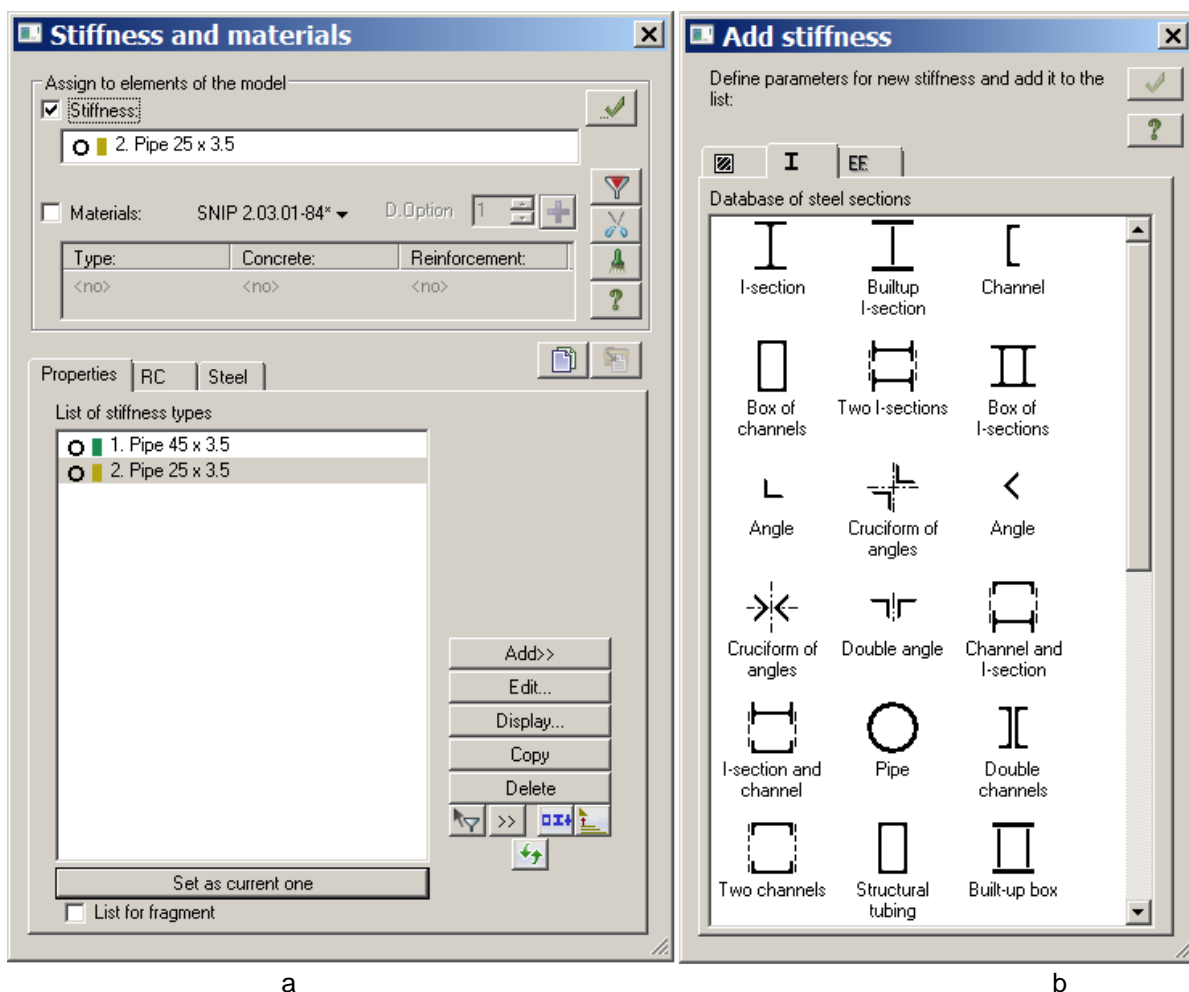 Stiffness and materials
Assign to elements of the model
Stiffness:
2. Pipe 25 x 3.5
Materials: SNIP 2.03.01-84* D.Option 1
Type: Concrete: Reinforcement:
<no> <no> <no>
Properties RC Steel
List of stiffness types
1. Pipe 45 x 3.5
2. Pipe 25 x 3.5
Add>>
Edit...
Display...
Copy
Delete
>>
Set as current one
List for fragment
a
Add stiffness
Define parameters for new stiffness and add it to the
list:
I EE
Database of steel sections
I-section Builtup Channel
I-section
Box of Two I-sections Box of
channels I-sections
Angle Cruciform of Angle
angles
Cruciform of Double angle Channel and
angles I-section
I-section and Pipe Double
channel channels
Two channels Structural Built-up box
tubing
b